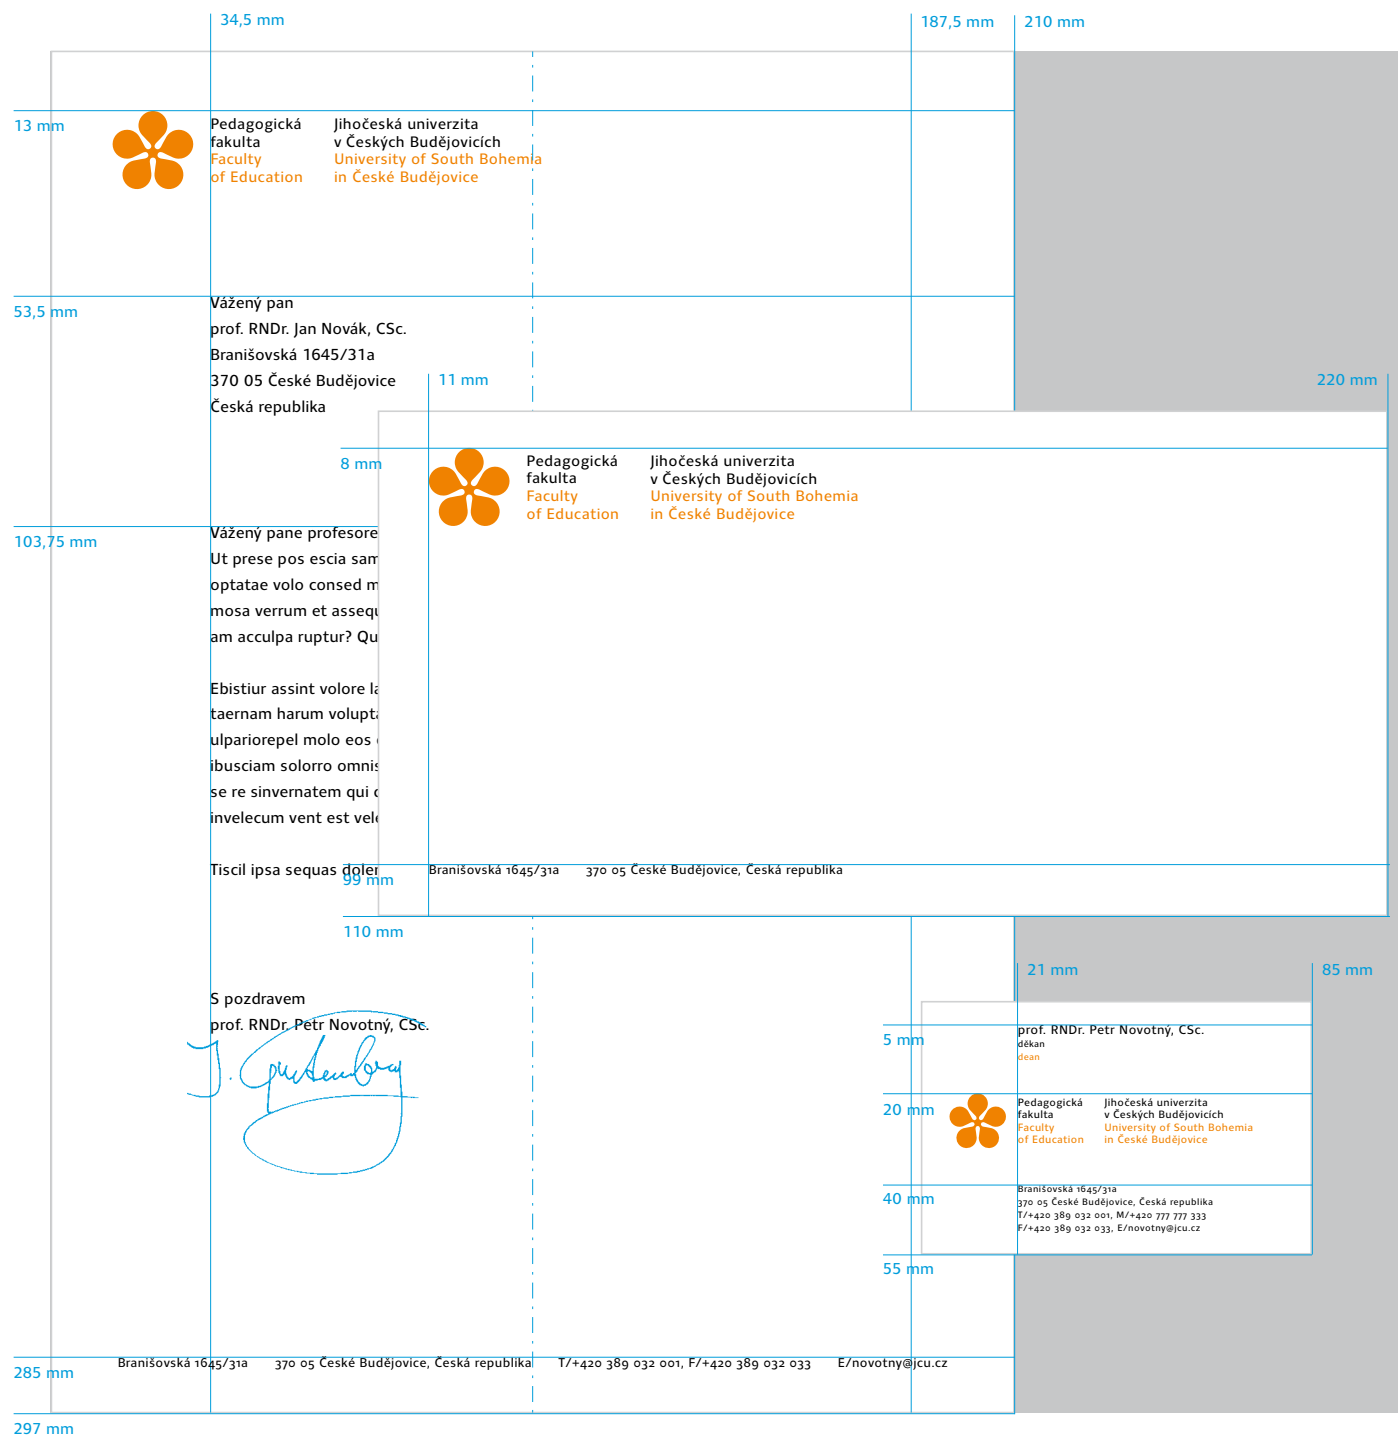 34,5 mm
187,5 mm
210 mm
13 mm
Pedagogická
fakulta
Faculty
of Education
Jihočeská univerzita
v Českých Budějovicích
University of South Bohemia
in České Budějovice
53,5 mm
Vážený pan
prof. RNDr. Jan Novák, CSc.
Branišovská 1645/31a
370 05 České Budějovice
Česká republika
11 mm
220 mm
8 mm
Pedagogická
fakulta
Faculty
of Education
Jihočeská univerzita
v Českých Budějovicích
University of South Bohemia
in České Budějovice
103,75 mm
Vážený pane profesore
Ut prese pos escia sam
optatae volo consed
mosa verrum et
am acculpa ruptur?
Ebistiur assint volore
taernam harum
ulpariorepel molo eos
ibusciam solorro
se re sinvernatem qui
invelecum vent est
Tiscil ipsa sequas
99 mm
Branišovská 1645/31a 370 05 České Budějovice, Česká republika
110 mm
S pozdravem
prof. RNDr. Petr Novotný, CSc.
21 mm
85 mm
5 mm
prof. RNDr. Petr Novotný, CSc.
děkan
dean
20 mm
Pedagogická
fakulta
Faculty
of Education
Jihočeská univerzita
v Českých Budějovicích
University of South Bohemia
in České Budějovice
40 mm
Branišovská 1645/31a
370 05 České Budějovice, Česká republika
T/+420 389 032 001, M/+420 777 777 333
F/+420 389 032 033, E/novotny@jcu.cz
55 mm
285 mm
Branišovská 1645/31a 370 05 České Budějovice, Česká republika T/+420 389 032 001, F/+420 389 032 033 E/novotny@jcu.cz
297 mm